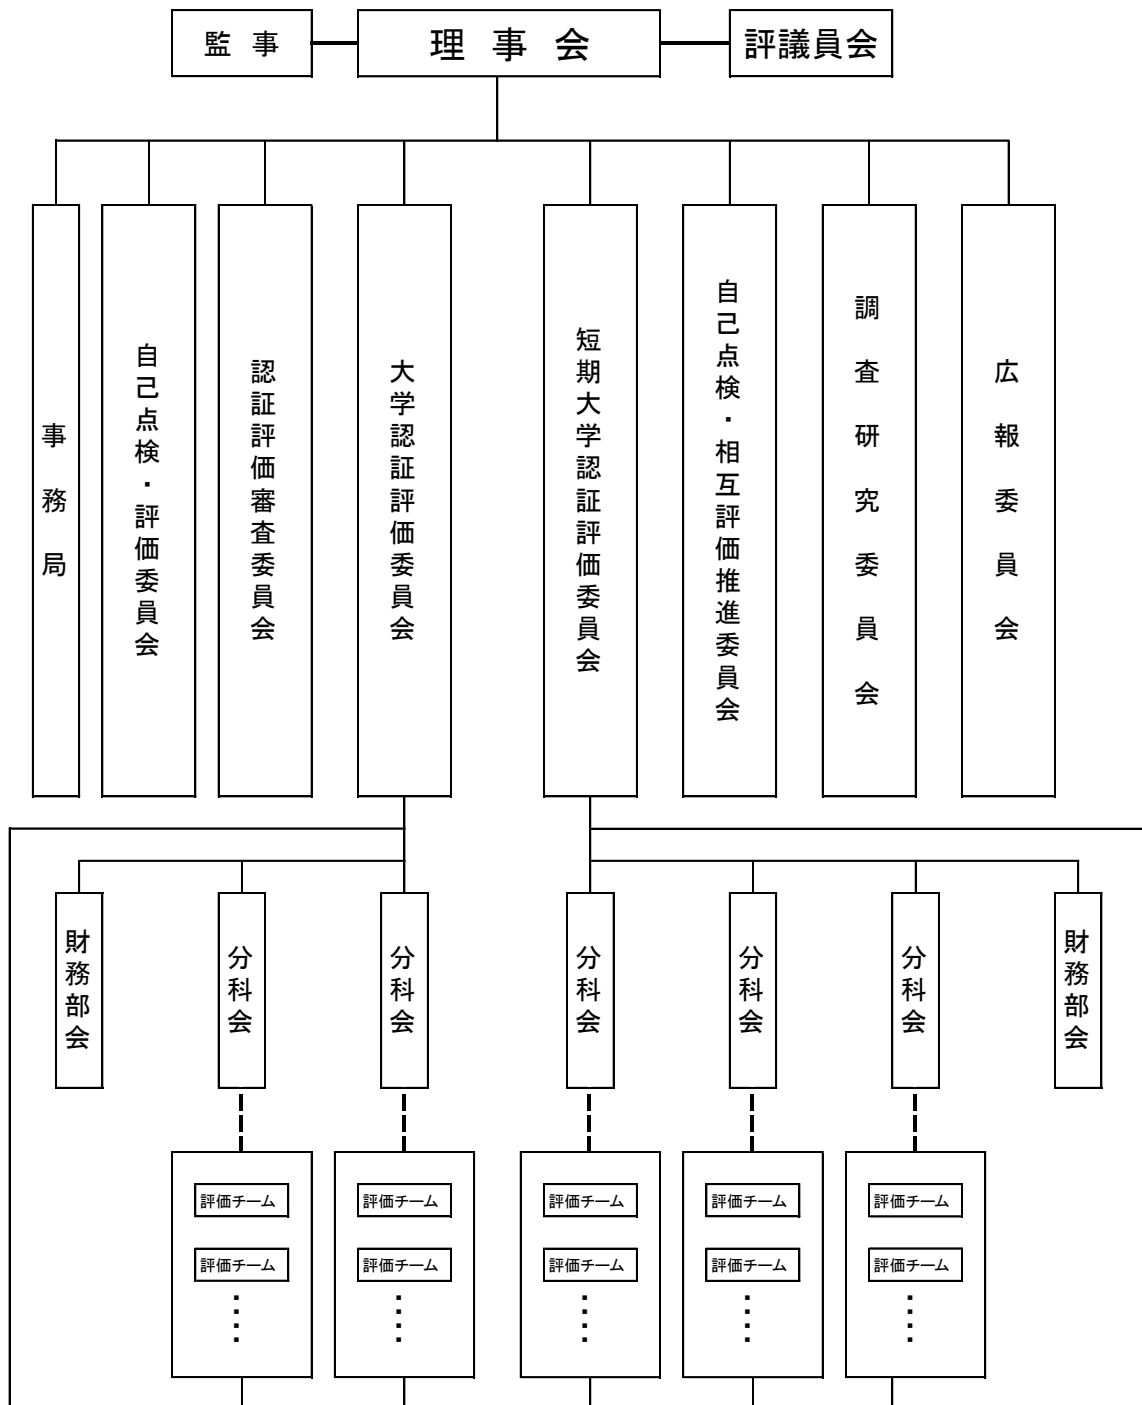 監 事
理 事 会
評議員会
事務局
自己点検・評価委員会
認証評価審査委員会
大学認証評価委員会
短期大学認証評価委員会
自己点検・相互評価推進委員会
調査研究委員会
広報委員会
財務部会
分科会
分科会
分科会
分科会
分科会
財務部会
評価チーム
評価チーム
評価チーム
評価チーム
評価チーム
評価チーム
評価チーム
評価チーム
評価チーム
評価チーム